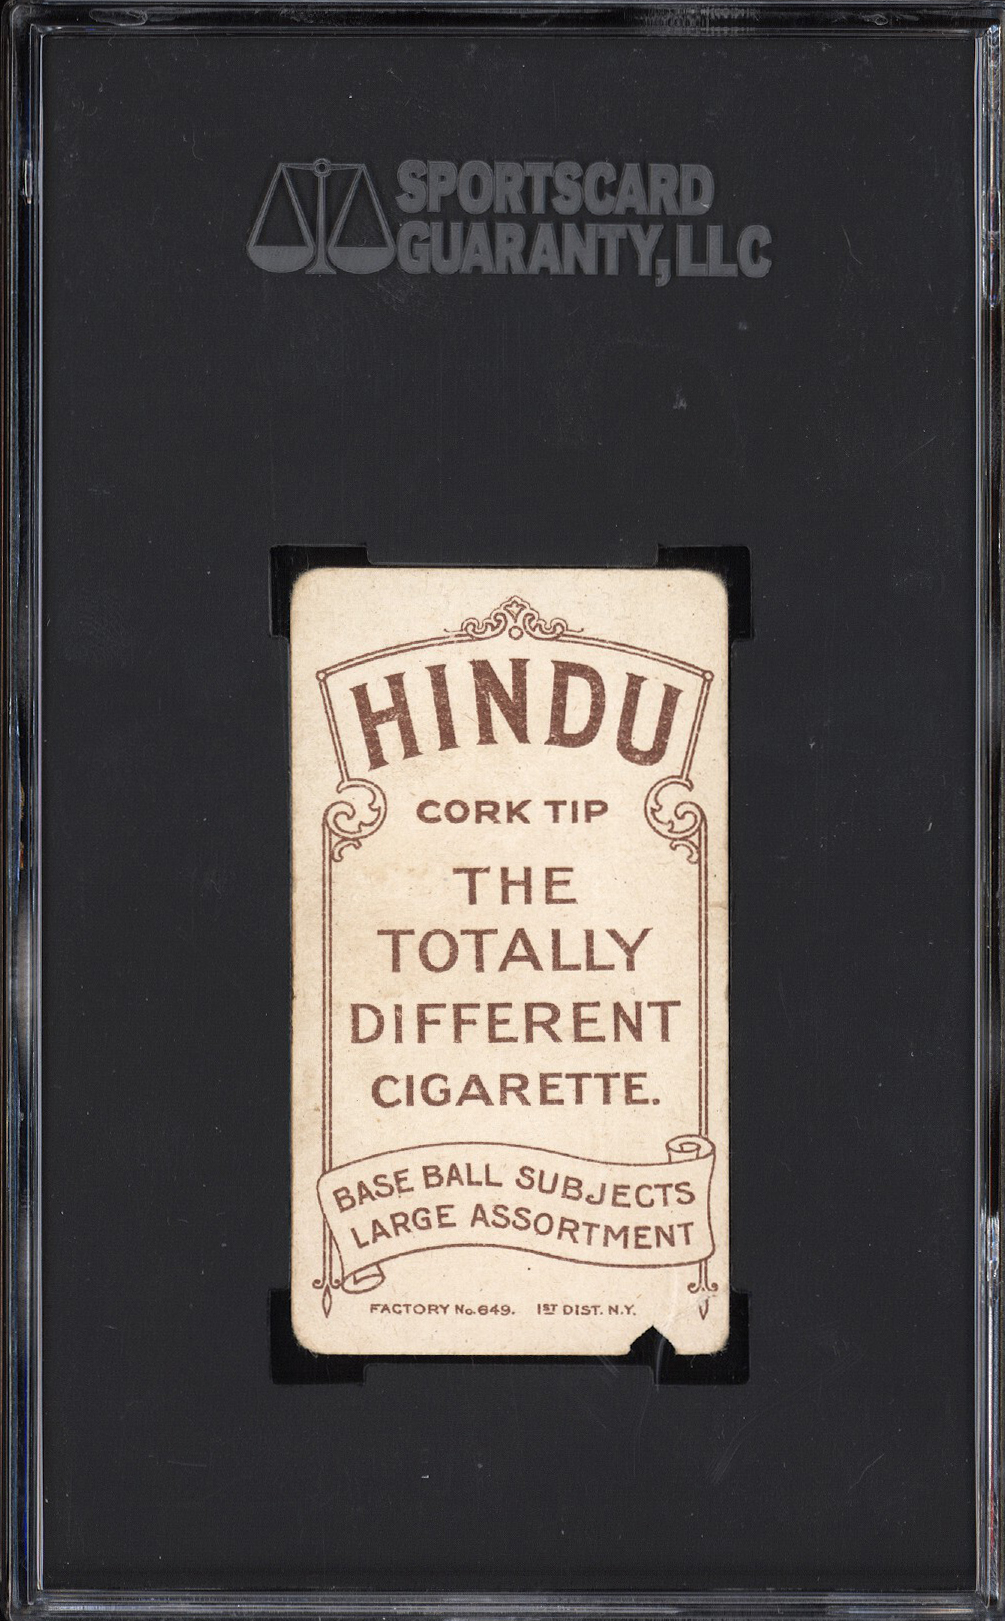 SPORTSCARD
GUARANTY, LLC
HINDU
CORK TIP
THE
TOTALLY
DIFFERENT
CIGARETTE.
BASE BALL SUBJECTS
LARGE ASSORTMENT
FACTORY No. 649. 1ST DIST. N.Y.